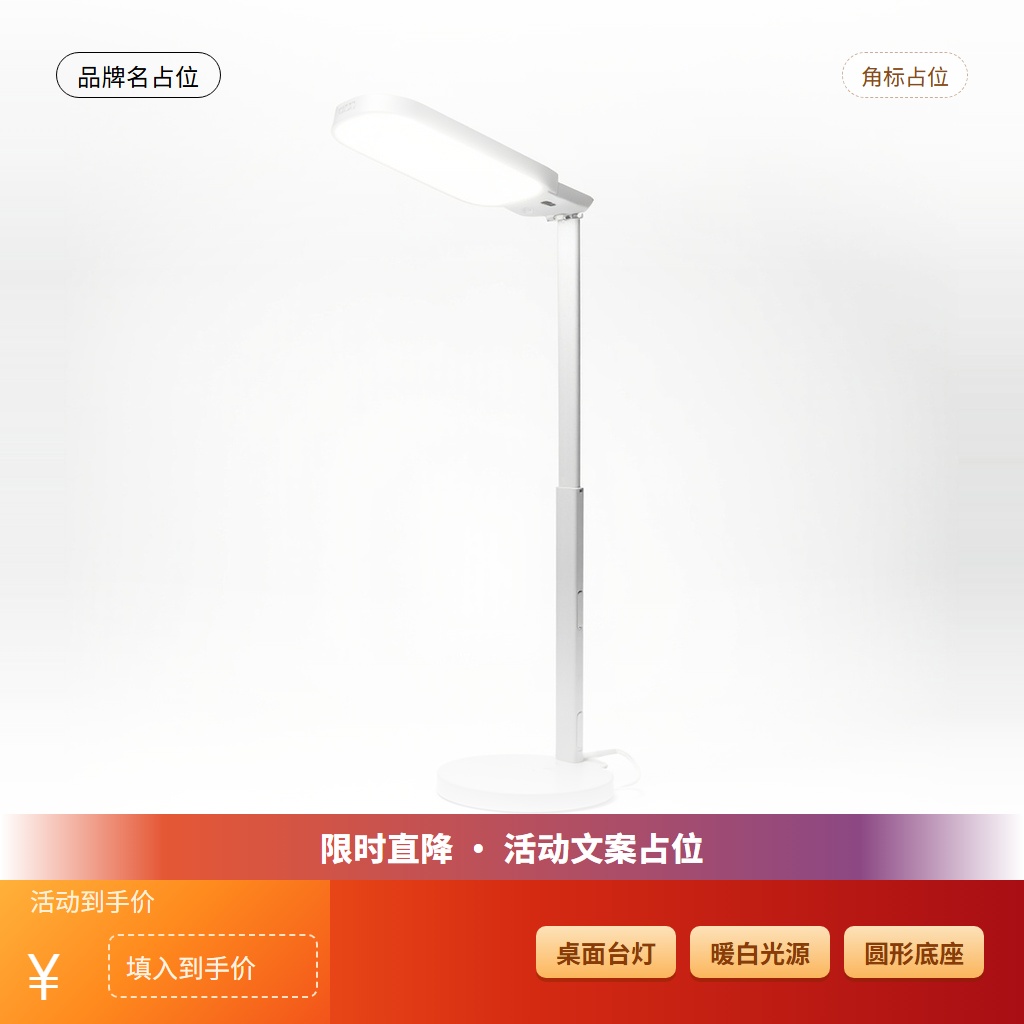 品牌名占位
角标占位
限时直降 · 活动文案占位
活动到手价
¥ 填入到手价
桌面台灯 暖白光源 圆形底座